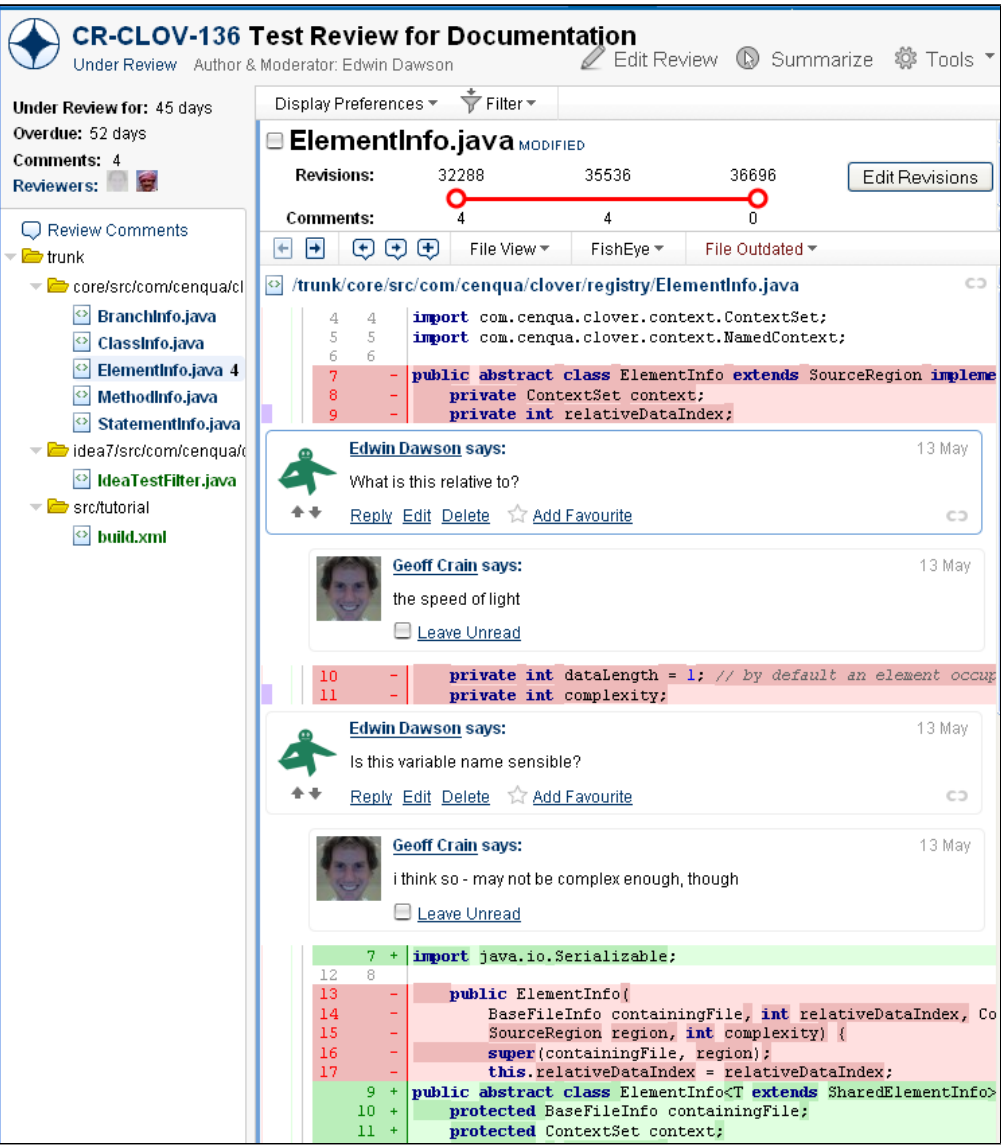 CR-CLOV-136 Test Review for Documentation
Under Review Author & Moderator: Edwin Dawson
Edit Review Summarize Tools
Under Review for: 45 days
Overdue: 52 days
Comments: 4
Reviewers:
Review Comments
trunk
core/src/com/cenqua/cl
BranchInfo.java
ClassInfo.java
ElementInfo.java 4
MethodInfo.java
StatementInfo.java
idea7/src/com/cenqua/
IdeaTestFilter.java
src/tutorial
build.xml
Display Preferences Filter
ElementInfo.java MODIFIED
Revisions: 32288 35536 36696 Edit Revisions
Comments: 4 4 0
File View FishEye File Outdated
/trunk/core/src/com/cenqua/clover/registry/ElementInfo.java
4 4 import com.cenqua.clover.context.ContextSet;
5 5 import com.cenqua.clover.context.NamedContext;
6 6
7 - public abstract class ElementInfo extends SourceRegion impleme
8 - private ContextSet context;
9 - private int relativeDataIndex;
Edwin Dawson says: 13 May
What is this relative to?
Reply Edit Delete Add Favourite
Geoff Crain says: 13 May
the speed of light
Leave Unread
10 - private int dataLength = 1; // by default an element occup
11 - private int complexity;
Edwin Dawson says: 13 May
Is this variable name sensible?
Reply Edit Delete Add Favourite
Geoff Crain says: 13 May
i think so - may not be complex enough, though
Leave Unread
7 + import java.io.Serializable;
12 8
13 - public ElementInfo(
14 - BaseFileInfo containingFile, int relativeDataIndex, Co
15 - SourceRegion region, int complexity) {
16 - super(containingFile, region);
17 - this.relativeDataIndex = relativeDataIndex;
9 + public abstract class ElementInfo<T extends SharedElementInfo>
10 + protected BaseFileInfo containingFile;
11 + protected ContextSet context;